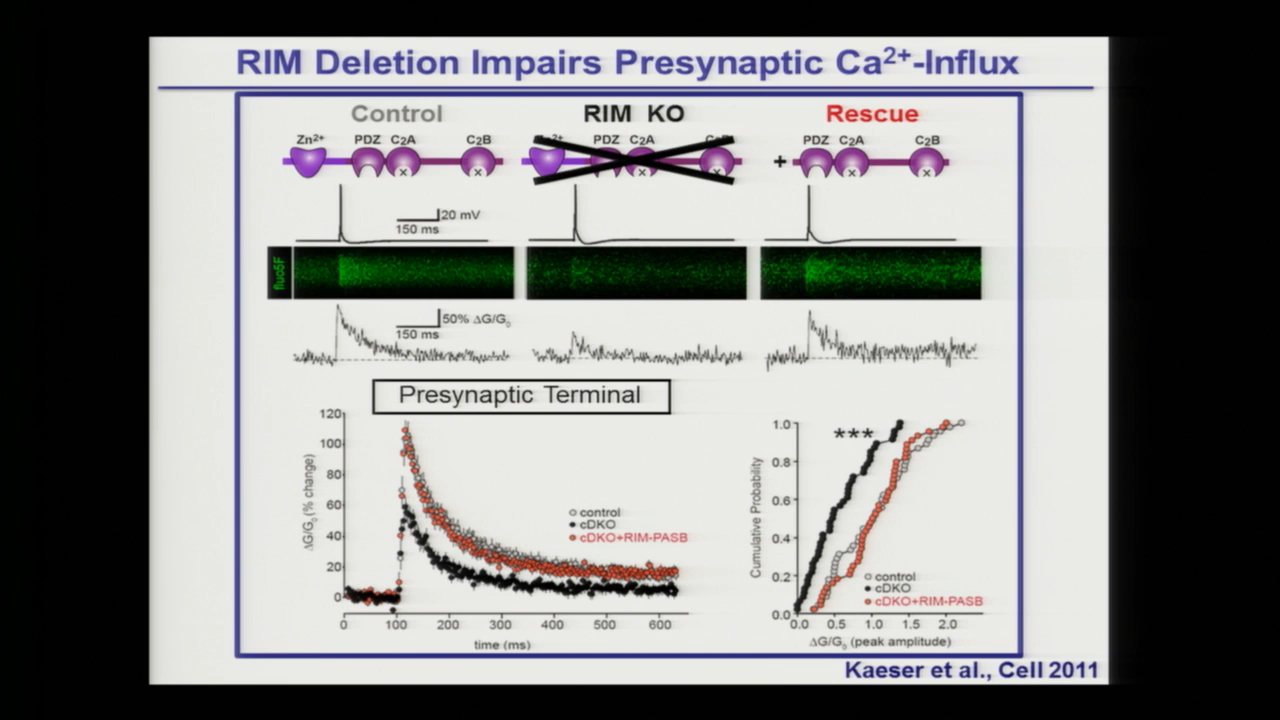 RIM Deletion Impairs Presynaptic Ca²⁺-Influx
Control RIM KO Rescue
Zn²⁺ PDZ C₂A C₂B PDZ C₂A PDZ C₂A C₂B
+
20 mV
150 ms
fluo5F
50% ΔG/G₀
150 ms
Presynaptic Terminal
ΔG/G₀ (% change)
120
100
80
60
40
20
0
0 100 200 300 400 500 600
time (ms)
control
cDKO
cDKO+RIM-PASB
***
Cumulative Probability
1.0
0.8
0.6
0.4
0.2
0.0
0.0 0.5 1.0 1.5 2.0
ΔG/G₀ (peak amplitude)
control
cDKO
cDKO+RIM-PASB
Kaeser et al., Cell 2011